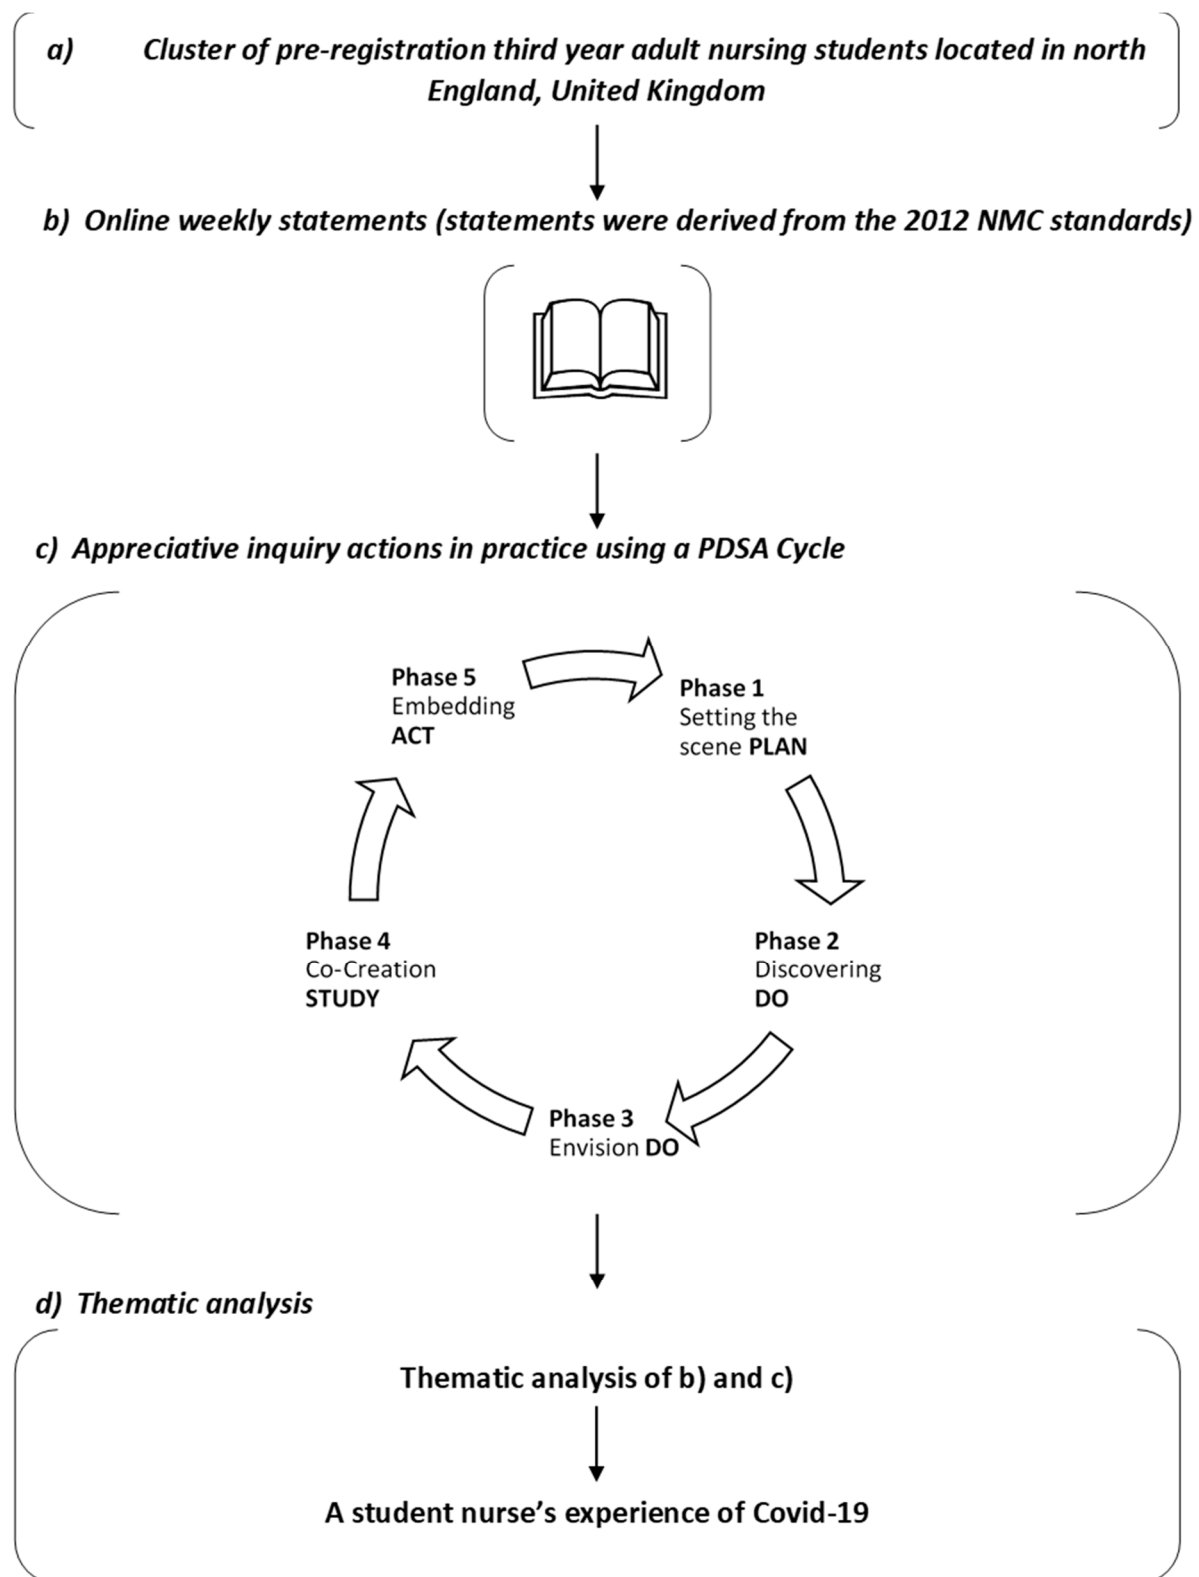 a) Cluster of pre-registration third year adult nursing students located in north
England, United Kingdom
b) Online weekly statements (statements were derived from the 2012 NMC standards)
c) Appreciative inquiry actions in practice using a PDSA Cycle
Phase 5
Embedding
ACT
Phase 1
Setting the
scene PLAN
Phase 4
Co-Creation
STUDY
Phase 2
Discovering
DO
Phase 3
Envision DO
d) Thematic analysis
Thematic analysis of b) and c)
A student nurse’s experience of Covid-19